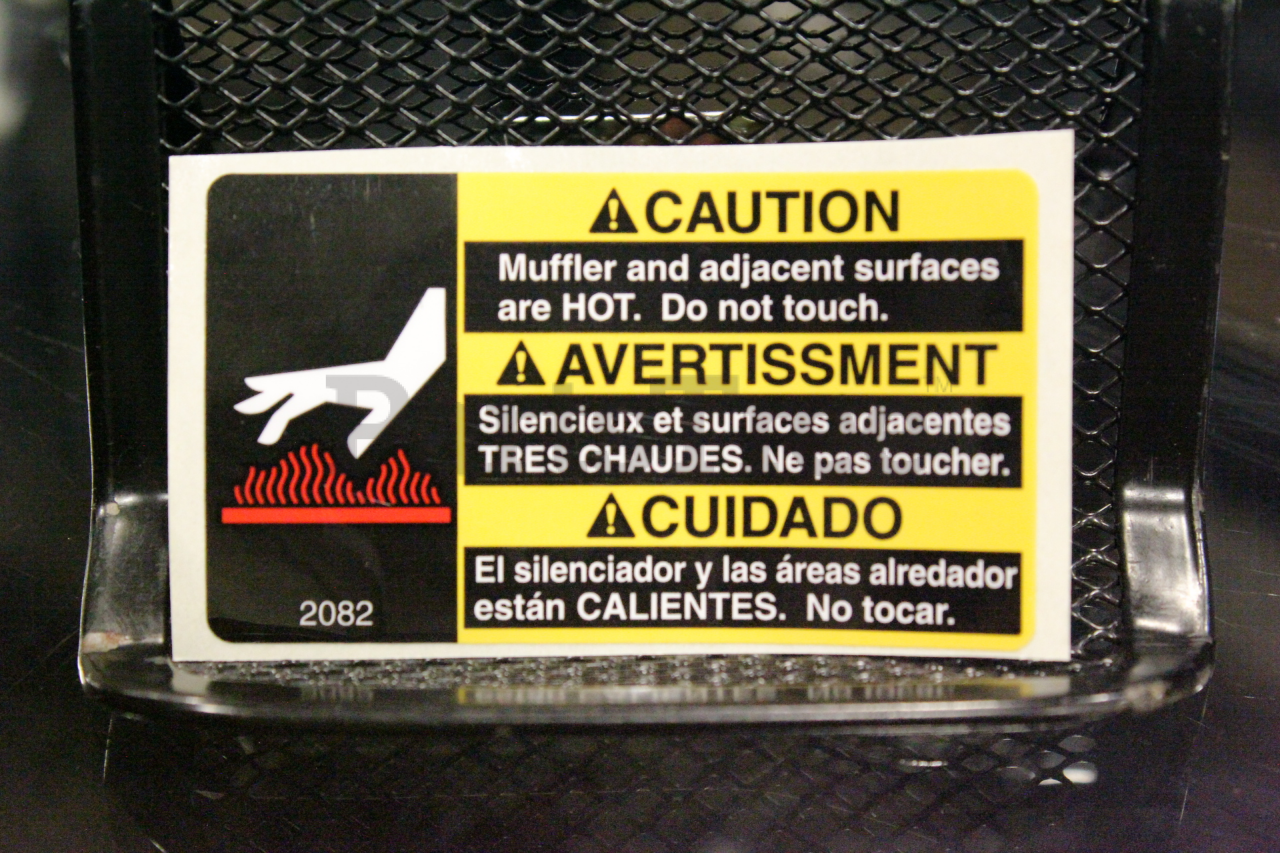 CAUTION
Muffler and adjacent surfaces
are HOT. Do not touch.
AVERTISSMENT
Silencieux et surfaces adjacentes
TRES CHAUDES. Ne pas toucher.
CUIDADO
El silenciador y las áreas alredador
están CALIENTES. No tocar.
2082